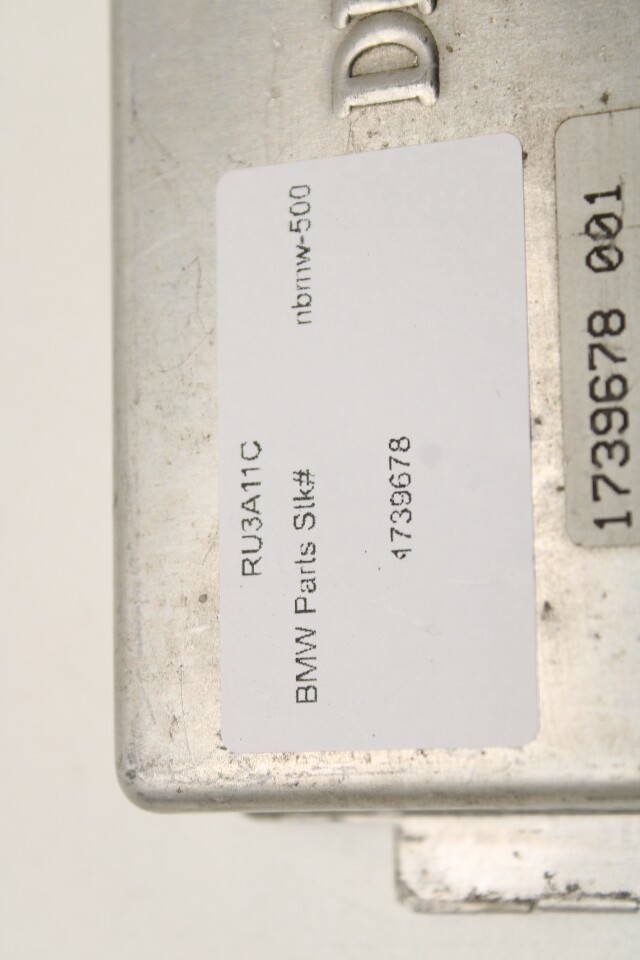 RU3A11C
BMW Parts Stk# nbmw-500
1739678
1739678 001